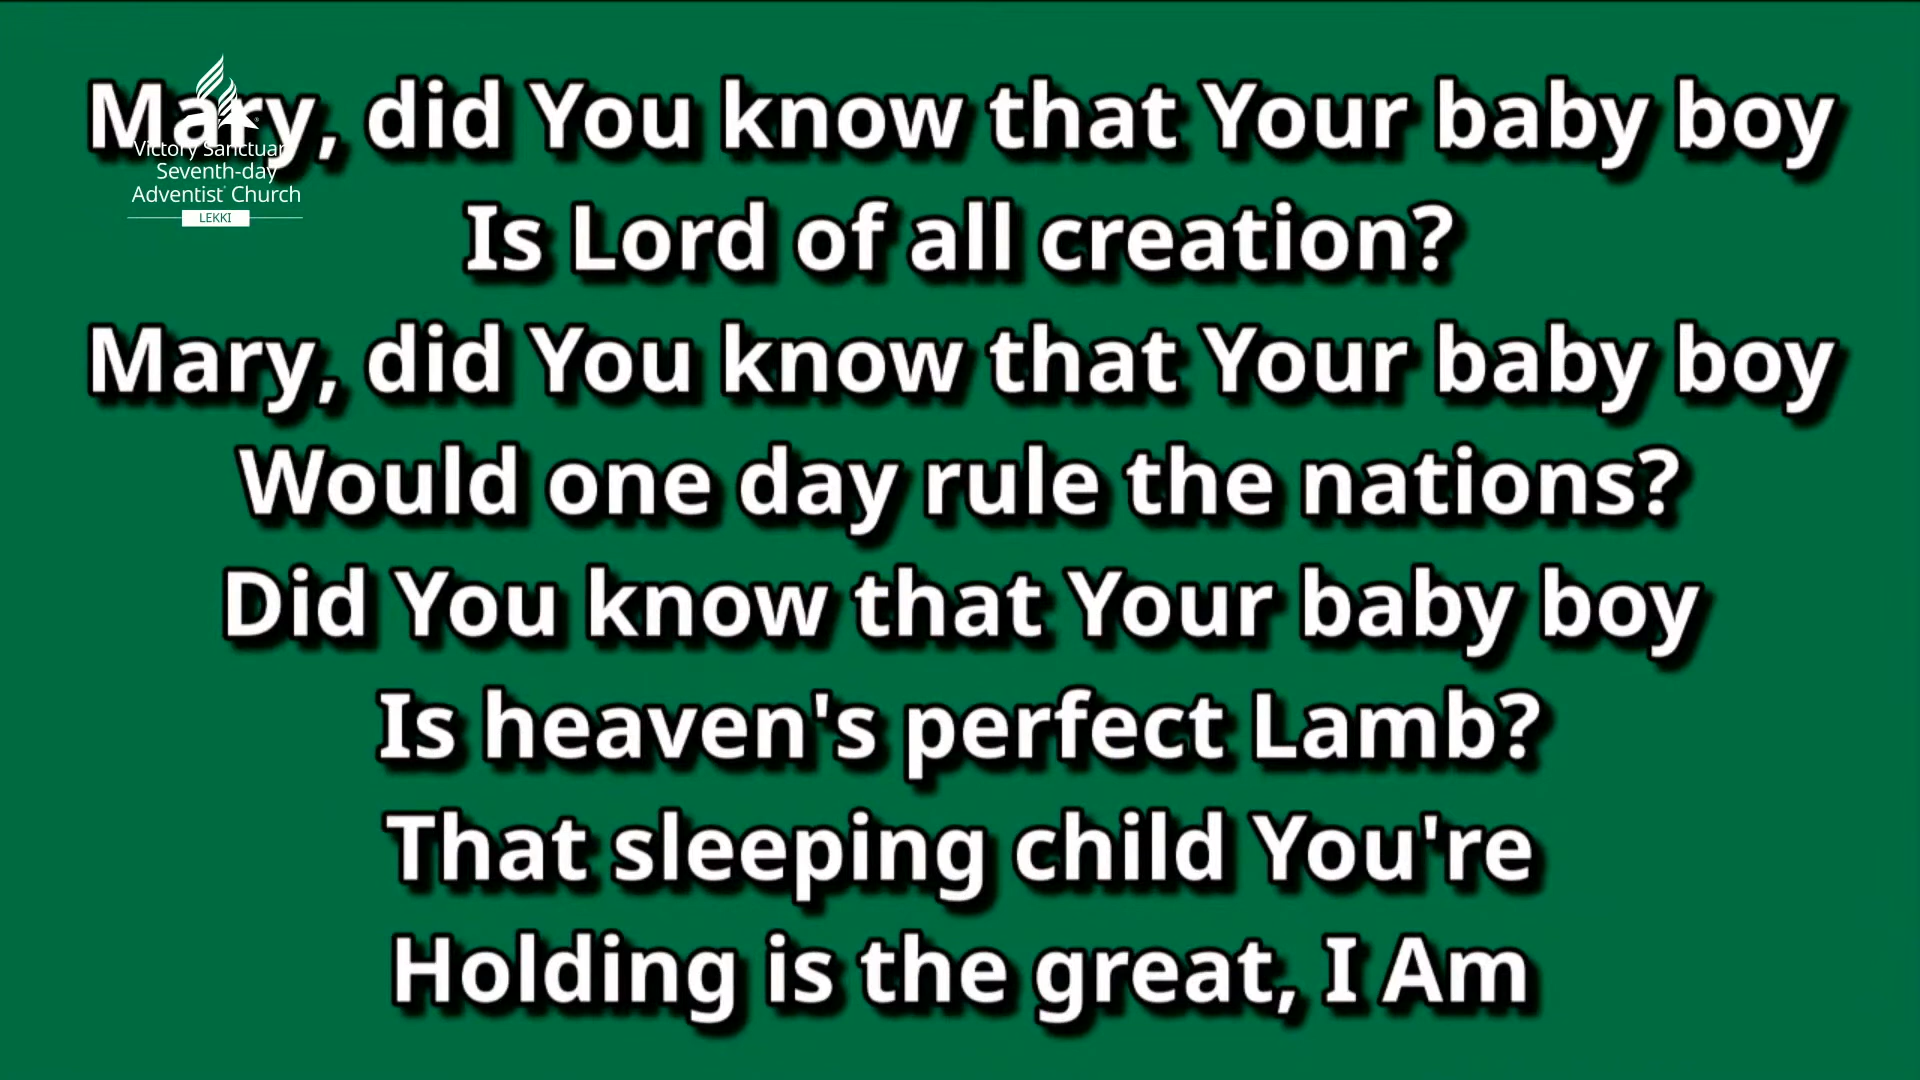 Mary, did You know that Your baby boy
Is Lord of all creation?
Mary, did You know that Your baby boy
Would one day rule the nations?
Did You know that Your baby boy
Is heaven's perfect Lamb?
That sleeping child You're
Holding is the great, I Am
Victory Sanctuary
Seventh-day
Adventist Church
LEKKI